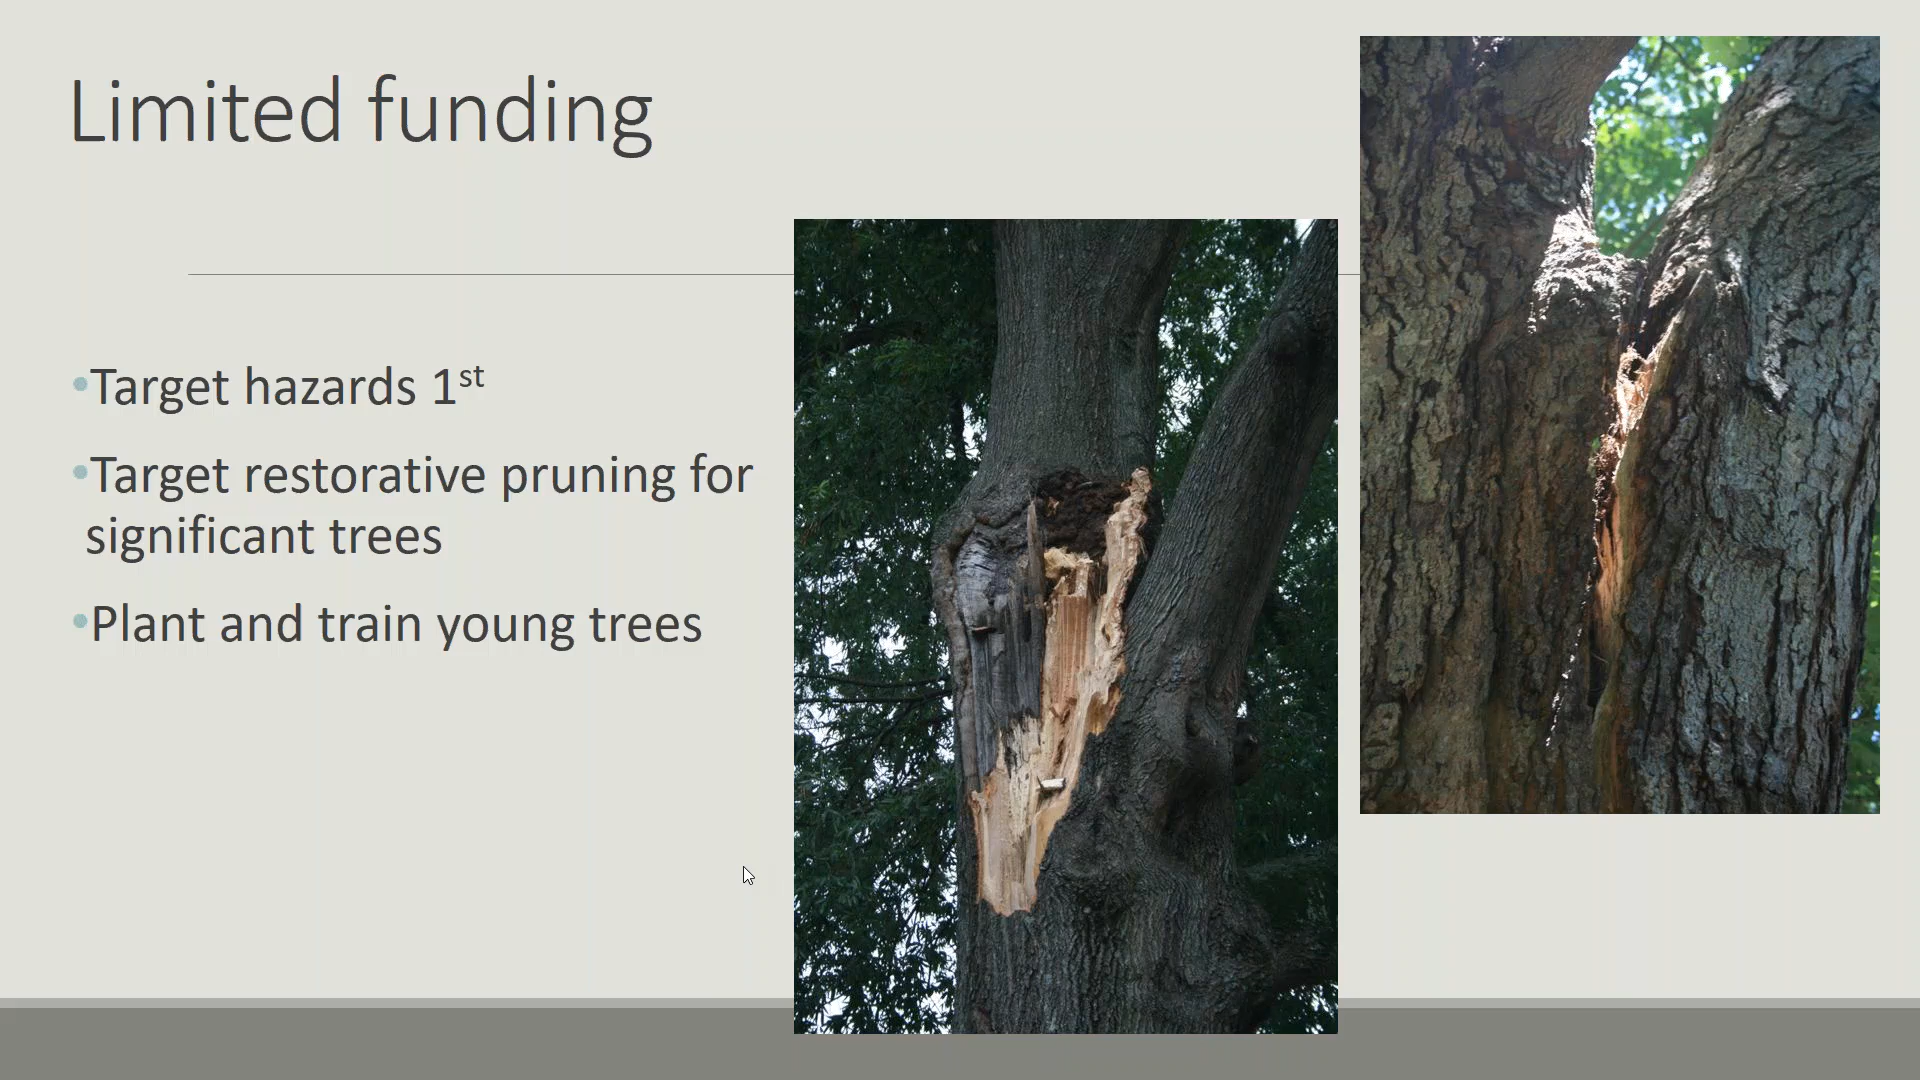 Limited funding
•Target hazards 1st
•Target restorative pruning for
significant trees
•Plant and train young trees